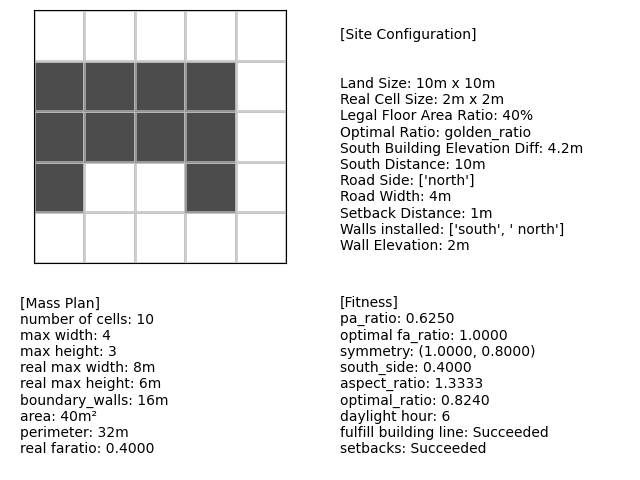 [Site Configuration]
Land Size: 10m x 10m
Real Cell Size: 2m x 2m
Legal Floor Area Ratio: 40%
Optimal Ratio: golden_ratio
South Building Elevation Diff: 4.2m
South Distance: 10m
Road Side: ['north']
Road Width: 4m
Setback Distance: 1m
Walls installed: ['south', ' north']
Wall Elevation: 2m
[Mass Plan]
number of cells: 10
max width: 4
max height: 3
real max width: 8m
real max height: 6m
boundary_walls: 16m
area: 40m²
perimeter: 32m
real faratio: 0.4000
[Fitness]
pa_ratio: 0.6250
optimal fa_ratio: 1.0000
symmetry: (1.0000, 0.8000)
south_side: 0.4000
aspect_ratio: 1.3333
optimal_ratio: 0.8240
daylight hour: 6
fulfill building line: Succeeded
setbacks: Succeeded